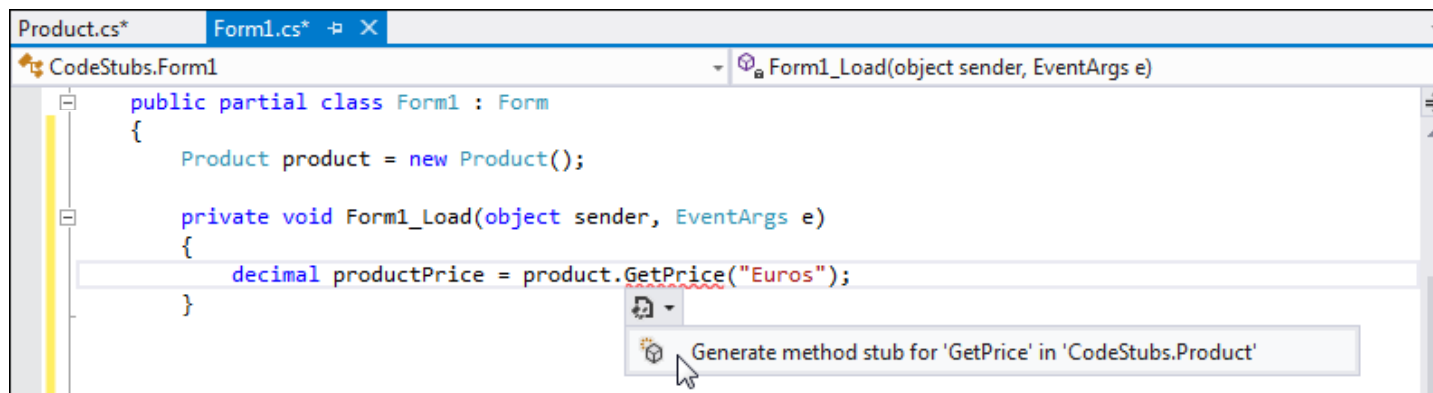 Product.cs* Form1.cs*
CodeStubs.Form1 Form1_Load(object sender, EventArgs e)
public partial class Form1 : Form
{
Product product = new Product();
private void Form1_Load(object sender, EventArgs e)
{
decimal productPrice = product.GetPrice("Euros");
}
Generate method stub for 'GetPrice' in 'CodeStubs.Product'